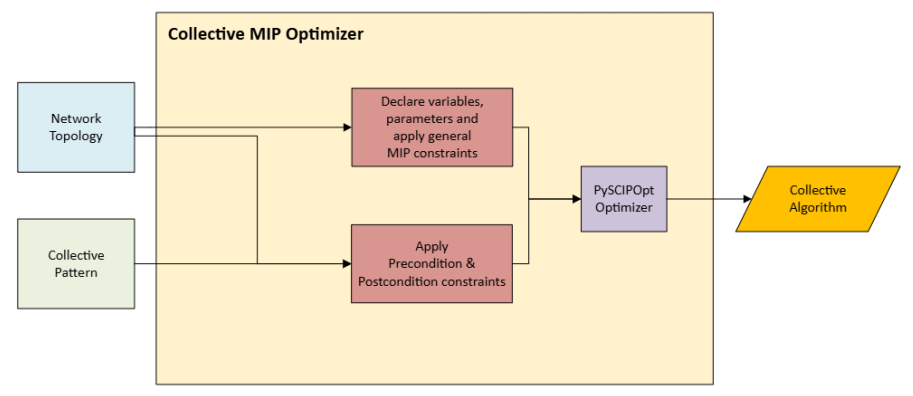 Collective MIP Optimizer
Network
Topology
Declare variables,
parameters and
apply general
MIP constraints
PySCIPOpt
Optimizer
Collective
Algorithm
Collective
Pattern
Apply
Precondition &
Postcondition constraints